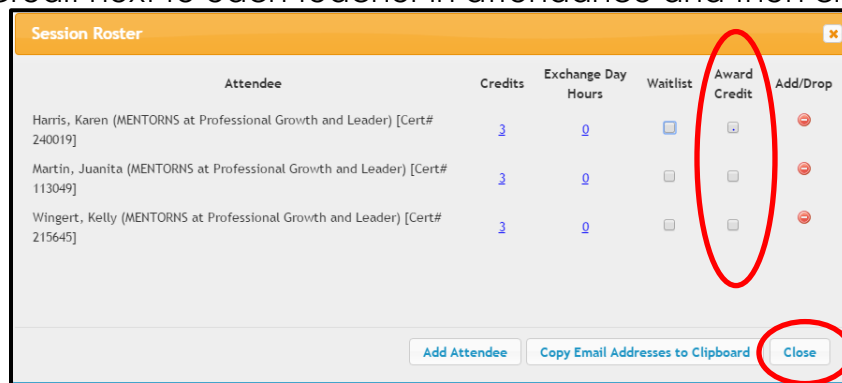 Session Roster
Attendee Credits Exchange Day Hours Waitlist Award Credit Add/Drop
Harris, Karen (MENTORNS at Professional Growth and Leader) [Cert# 3 0
240019]
Martin, Juanita (MENTORNS at Professional Growth and Leader) [Cert# 3 0
113049]
Wingert, Kelly (MENTORNS at Professional Growth and Leader) [Cert# 3 0
215645]
Add Attendee Copy Email Addresses to Clipboard Close